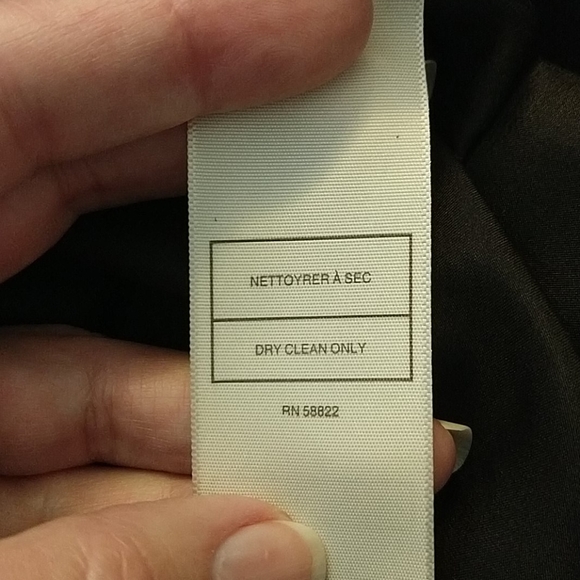 NETTOYRER À SEC
DRY CLEAN ONLY
RN 58822